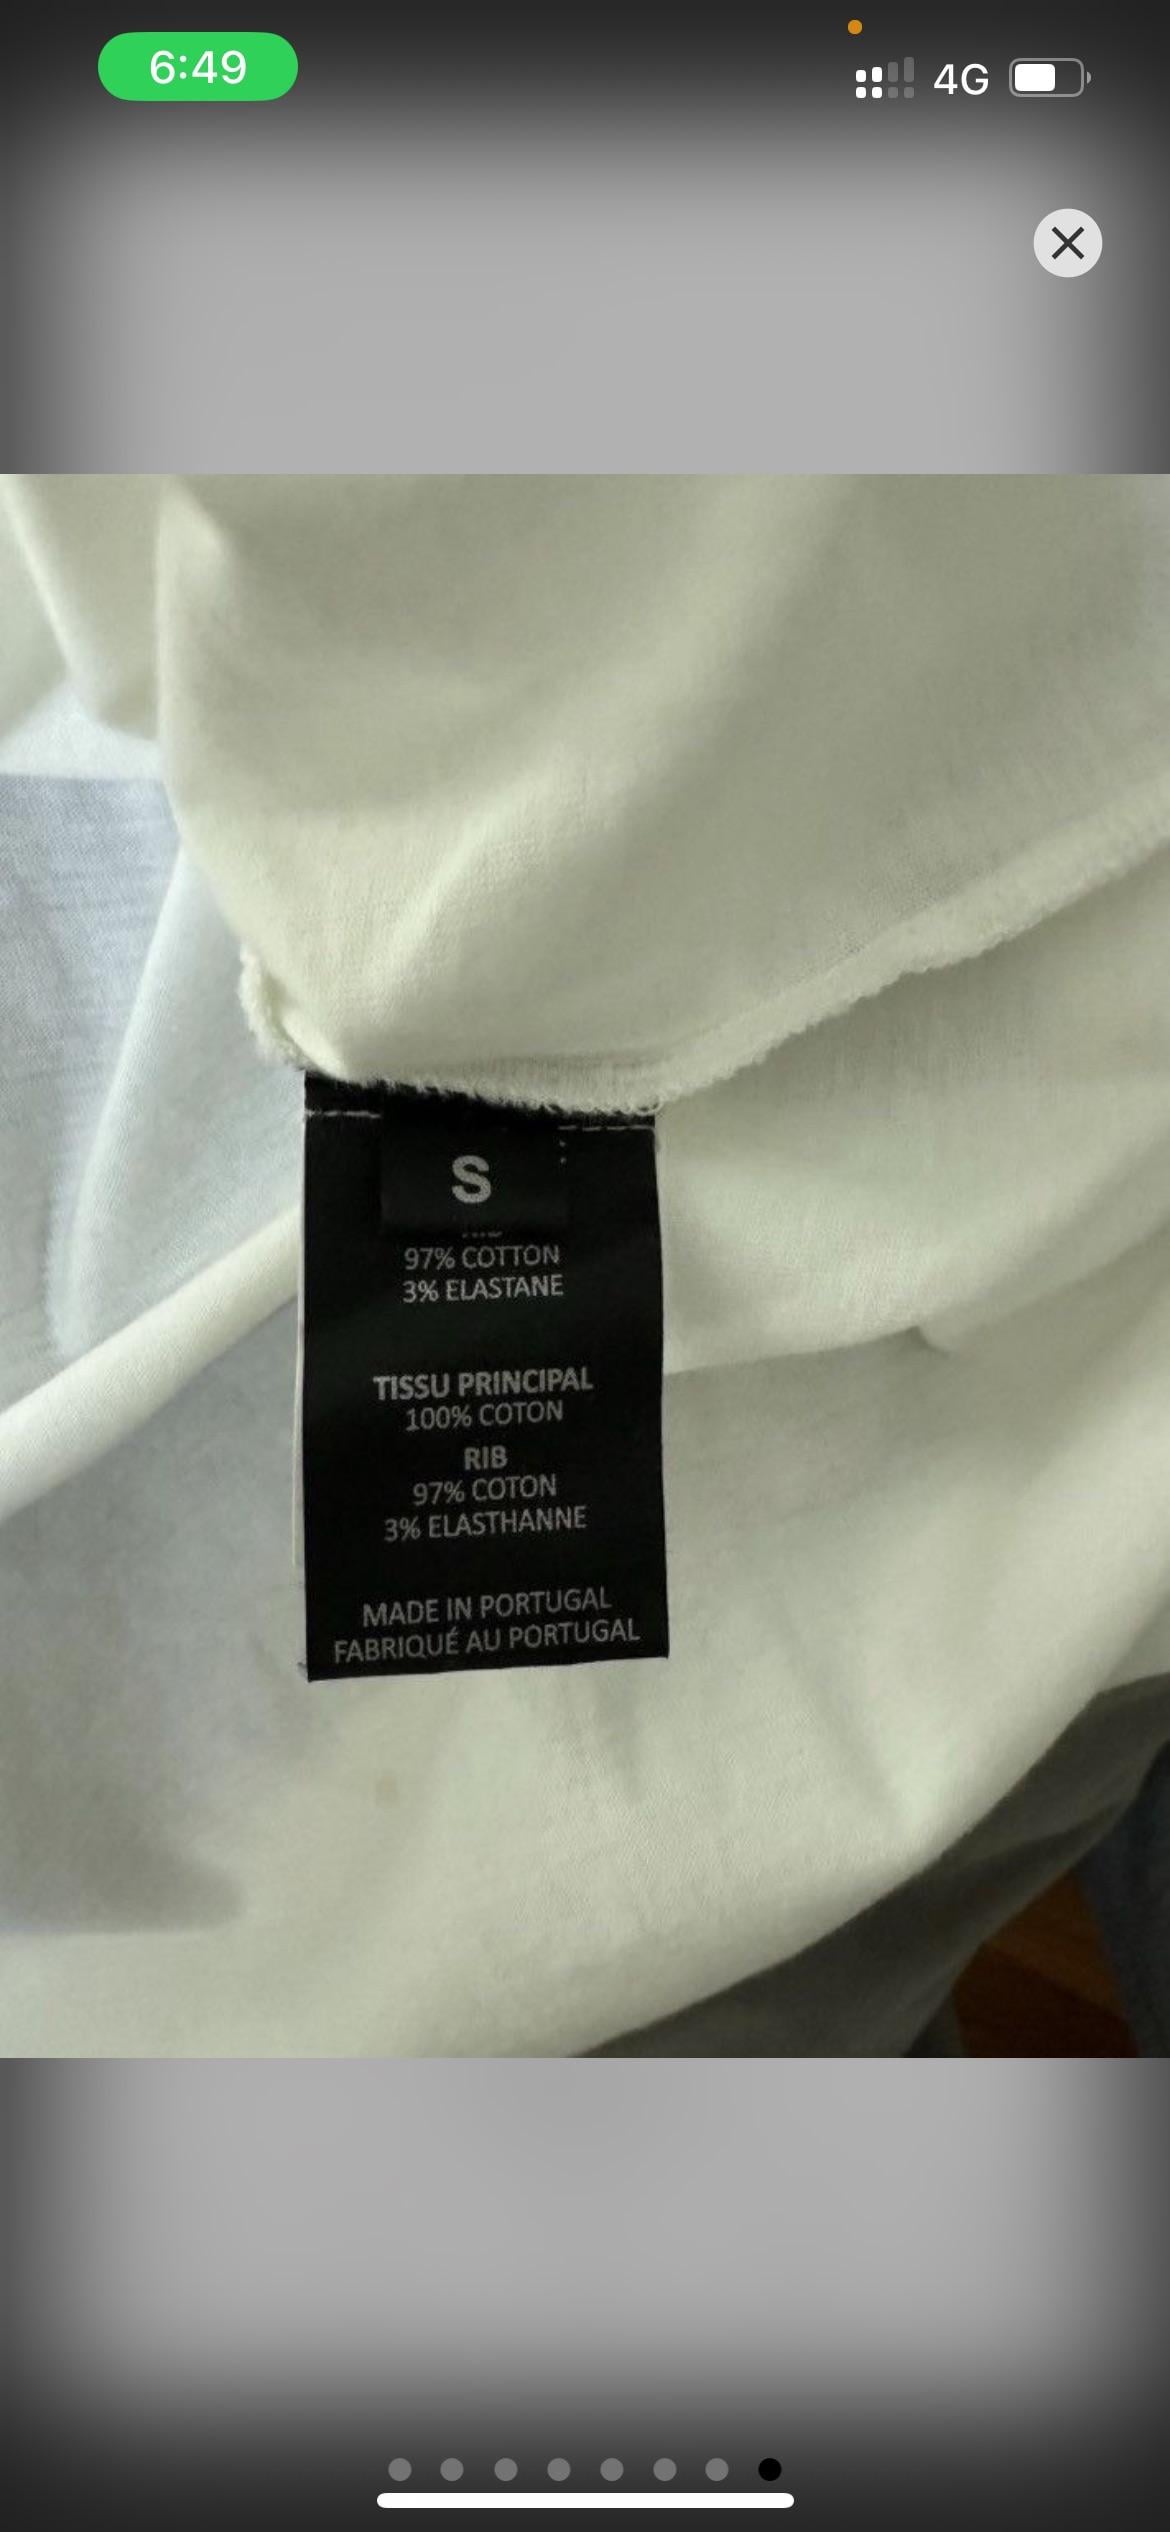 6:49
4G
S
97% COTTON
3% ELASTANE
TISSU PRINCIPAL
100% COTON
RIB
97% COTON
3% ELASTHANNE
MADE IN PORTUGAL
FABRIQUÉ AU PORTUGAL